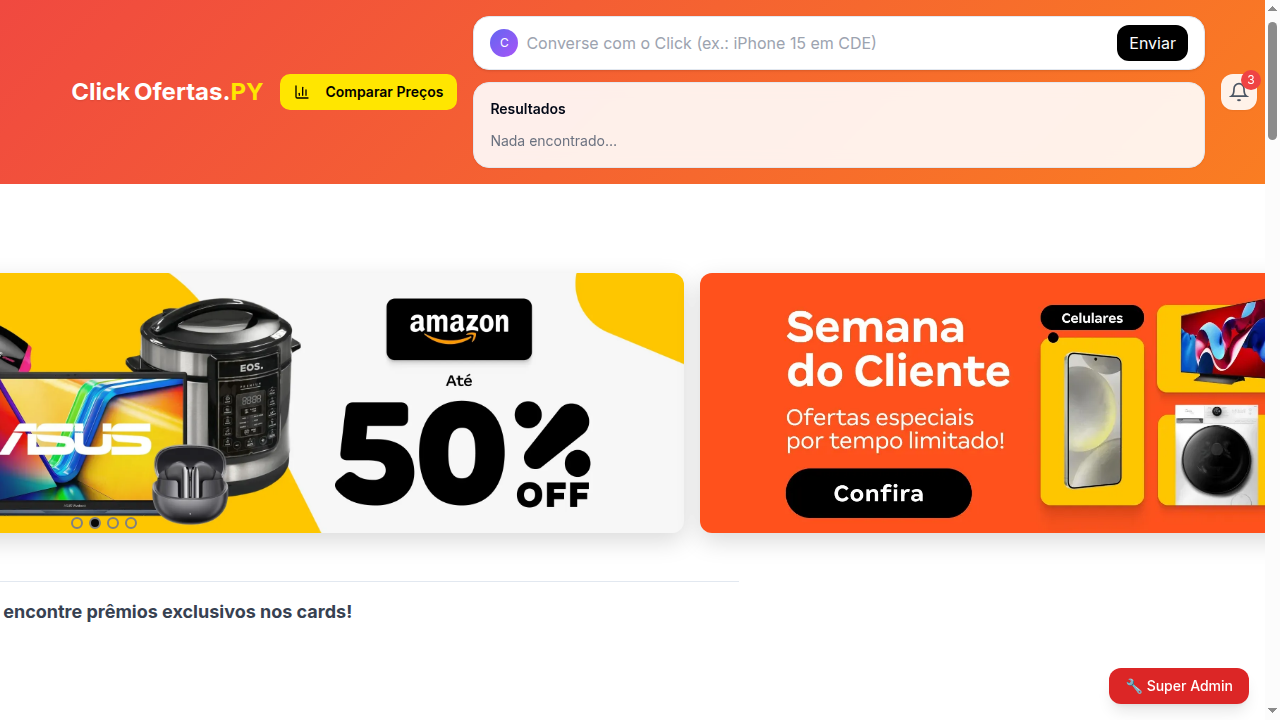 C
Converse com o Click (ex.: iPhone 15 em CDE)
Enviar
Click Ofertas.PY
Comparar Preços
3
Resultados
Nada encontrado...
amazon
Até
50%
OFF
EOS.
ASUS
Semana
do Cliente
Ofertas especiais
por tempo limitado!
Confira
Celulares
encontre prêmios exclusivos nos cards!
🔧 Super Admin